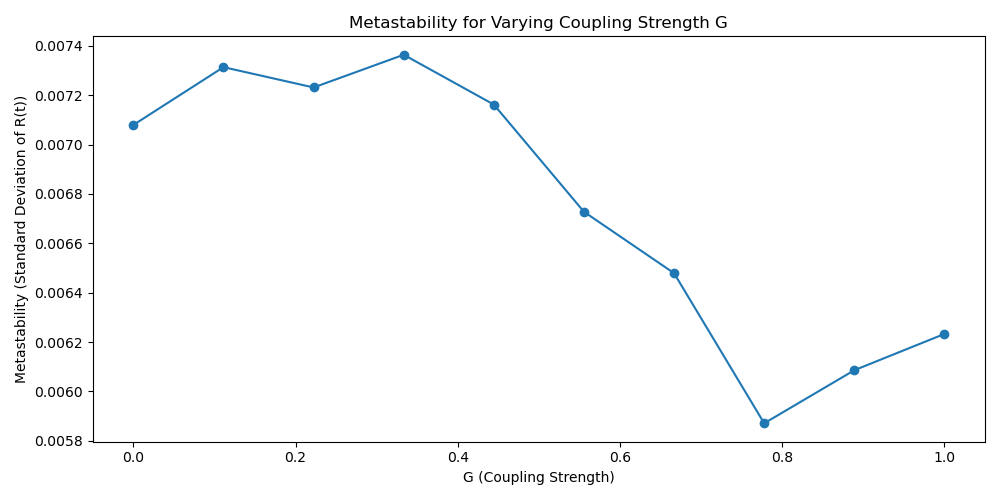 Metastability for Varying Coupling Strength G
Metastability (Standard Deviation of R(t))
0.0074
0.0072
0.0070
0.0068
0.0066
0.0064
0.0062
0.0060
0.0058
0.0 0.2 0.4 0.6 0.8 1.0
G (Coupling Strength)